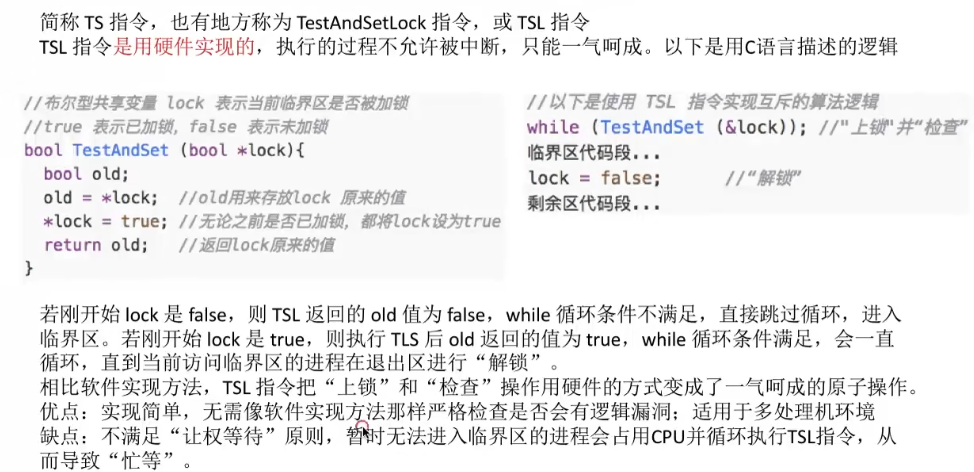 简称 TS 指令，也有地方称为 TestAndSetLock 指令，或 TSL 指令
TSL 指令是用硬件实现的，执行的过程不允许被中断，只能一气呵成。以下是用C语言描述的逻辑
//布尔型共享变量 lock 表示当前临界区是否被加锁
//true 表示已加锁，false 表示未加锁
bool TestAndSet (bool *lock){
bool old;
old = *lock; //old用来存放lock 原来的值
*lock = true; //无论之前是否已加锁，都将lock设为true
return old; //返回lock原来的值
}
//以下是使用 TSL 指令实现互斥的算法逻辑
while (TestAndSet (&lock)); //"上锁"并“检查”
临界区代码段...
lock = false; //“解锁”
剩余区代码段...
若刚开始 lock 是 false，则 TSL 返回的 old 值为 false，while 循环条件不满足，直接跳过循环，进入
临界区。若刚开始 lock 是 true，则执行 TLS 后 old 返回的值为 true，while 循环条件满足，会一直
循环，直到当前访问临界区的进程在退出区进行“解锁”。
相比软件实现方法，TSL 指令把“上锁”和“检查”操作用硬件的方式变成了一气呵成的原子操作。
优点：实现简单，无需像软件实现方法那样严格检查是否会有逻辑漏洞；适用于多处理机环境
缺点：不满足“让权等待”原则，暂时无法进入临界区的进程会占用CPU并循环执行TSL指令，从
而导致“忙等”。